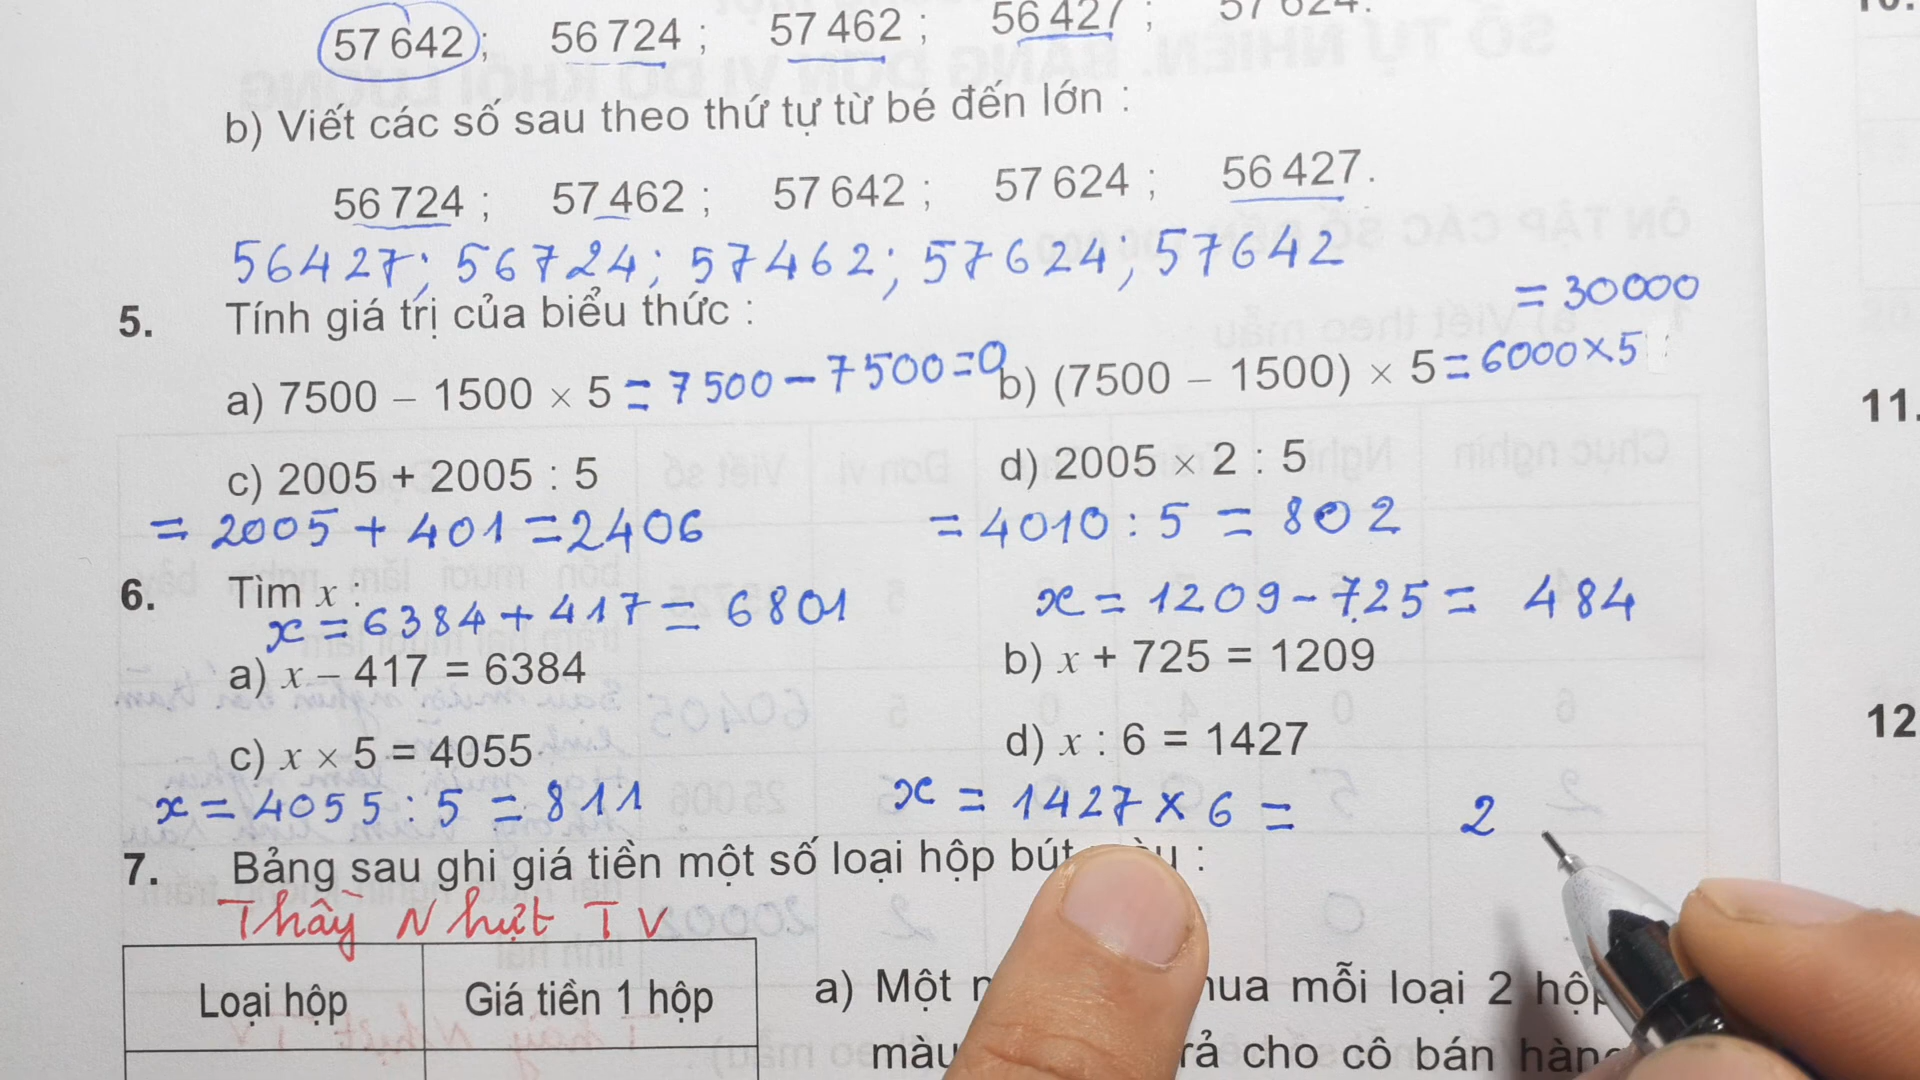 57 642 ; 56 724 ; 57 462 ; 56 427 ; 57 624.
b) Viết các số sau theo thứ tự từ bé đến lớn :
56 724 ; 57 462 ; 57 642 ; 57 624 ; 56 427.
56427; 56724; 57462; 57624; 57642
5. Tính giá trị của biểu thức :
= 30000
a) 7500 – 1500 × 5 = 7500 – 7500 = 0 b) (7500 – 1500) × 5 = 6000 × 5
c) 2005 + 2005 : 5 d) 2005 × 2 : 5
= 2005 + 401 = 2406 = 4010 : 5 = 802
6. Tìm x :
x = 6384 + 417 = 6801 x = 1209 – 725 = 484
a) x – 417 = 6384 b) x + 725 = 1209
c) x × 5 = 4055 d) x : 6 = 1427
x = 4055 : 5 = 811 x = 1427 × 6 = 2
7. Bảng sau ghi giá tiền một số loại hộp bút :
Thầy Nhựt TV
Loại hộp Giá tiền 1 hộp
a) Một mua mỗi loại 2 hộp
màu cho cô bán hàng
11.
12